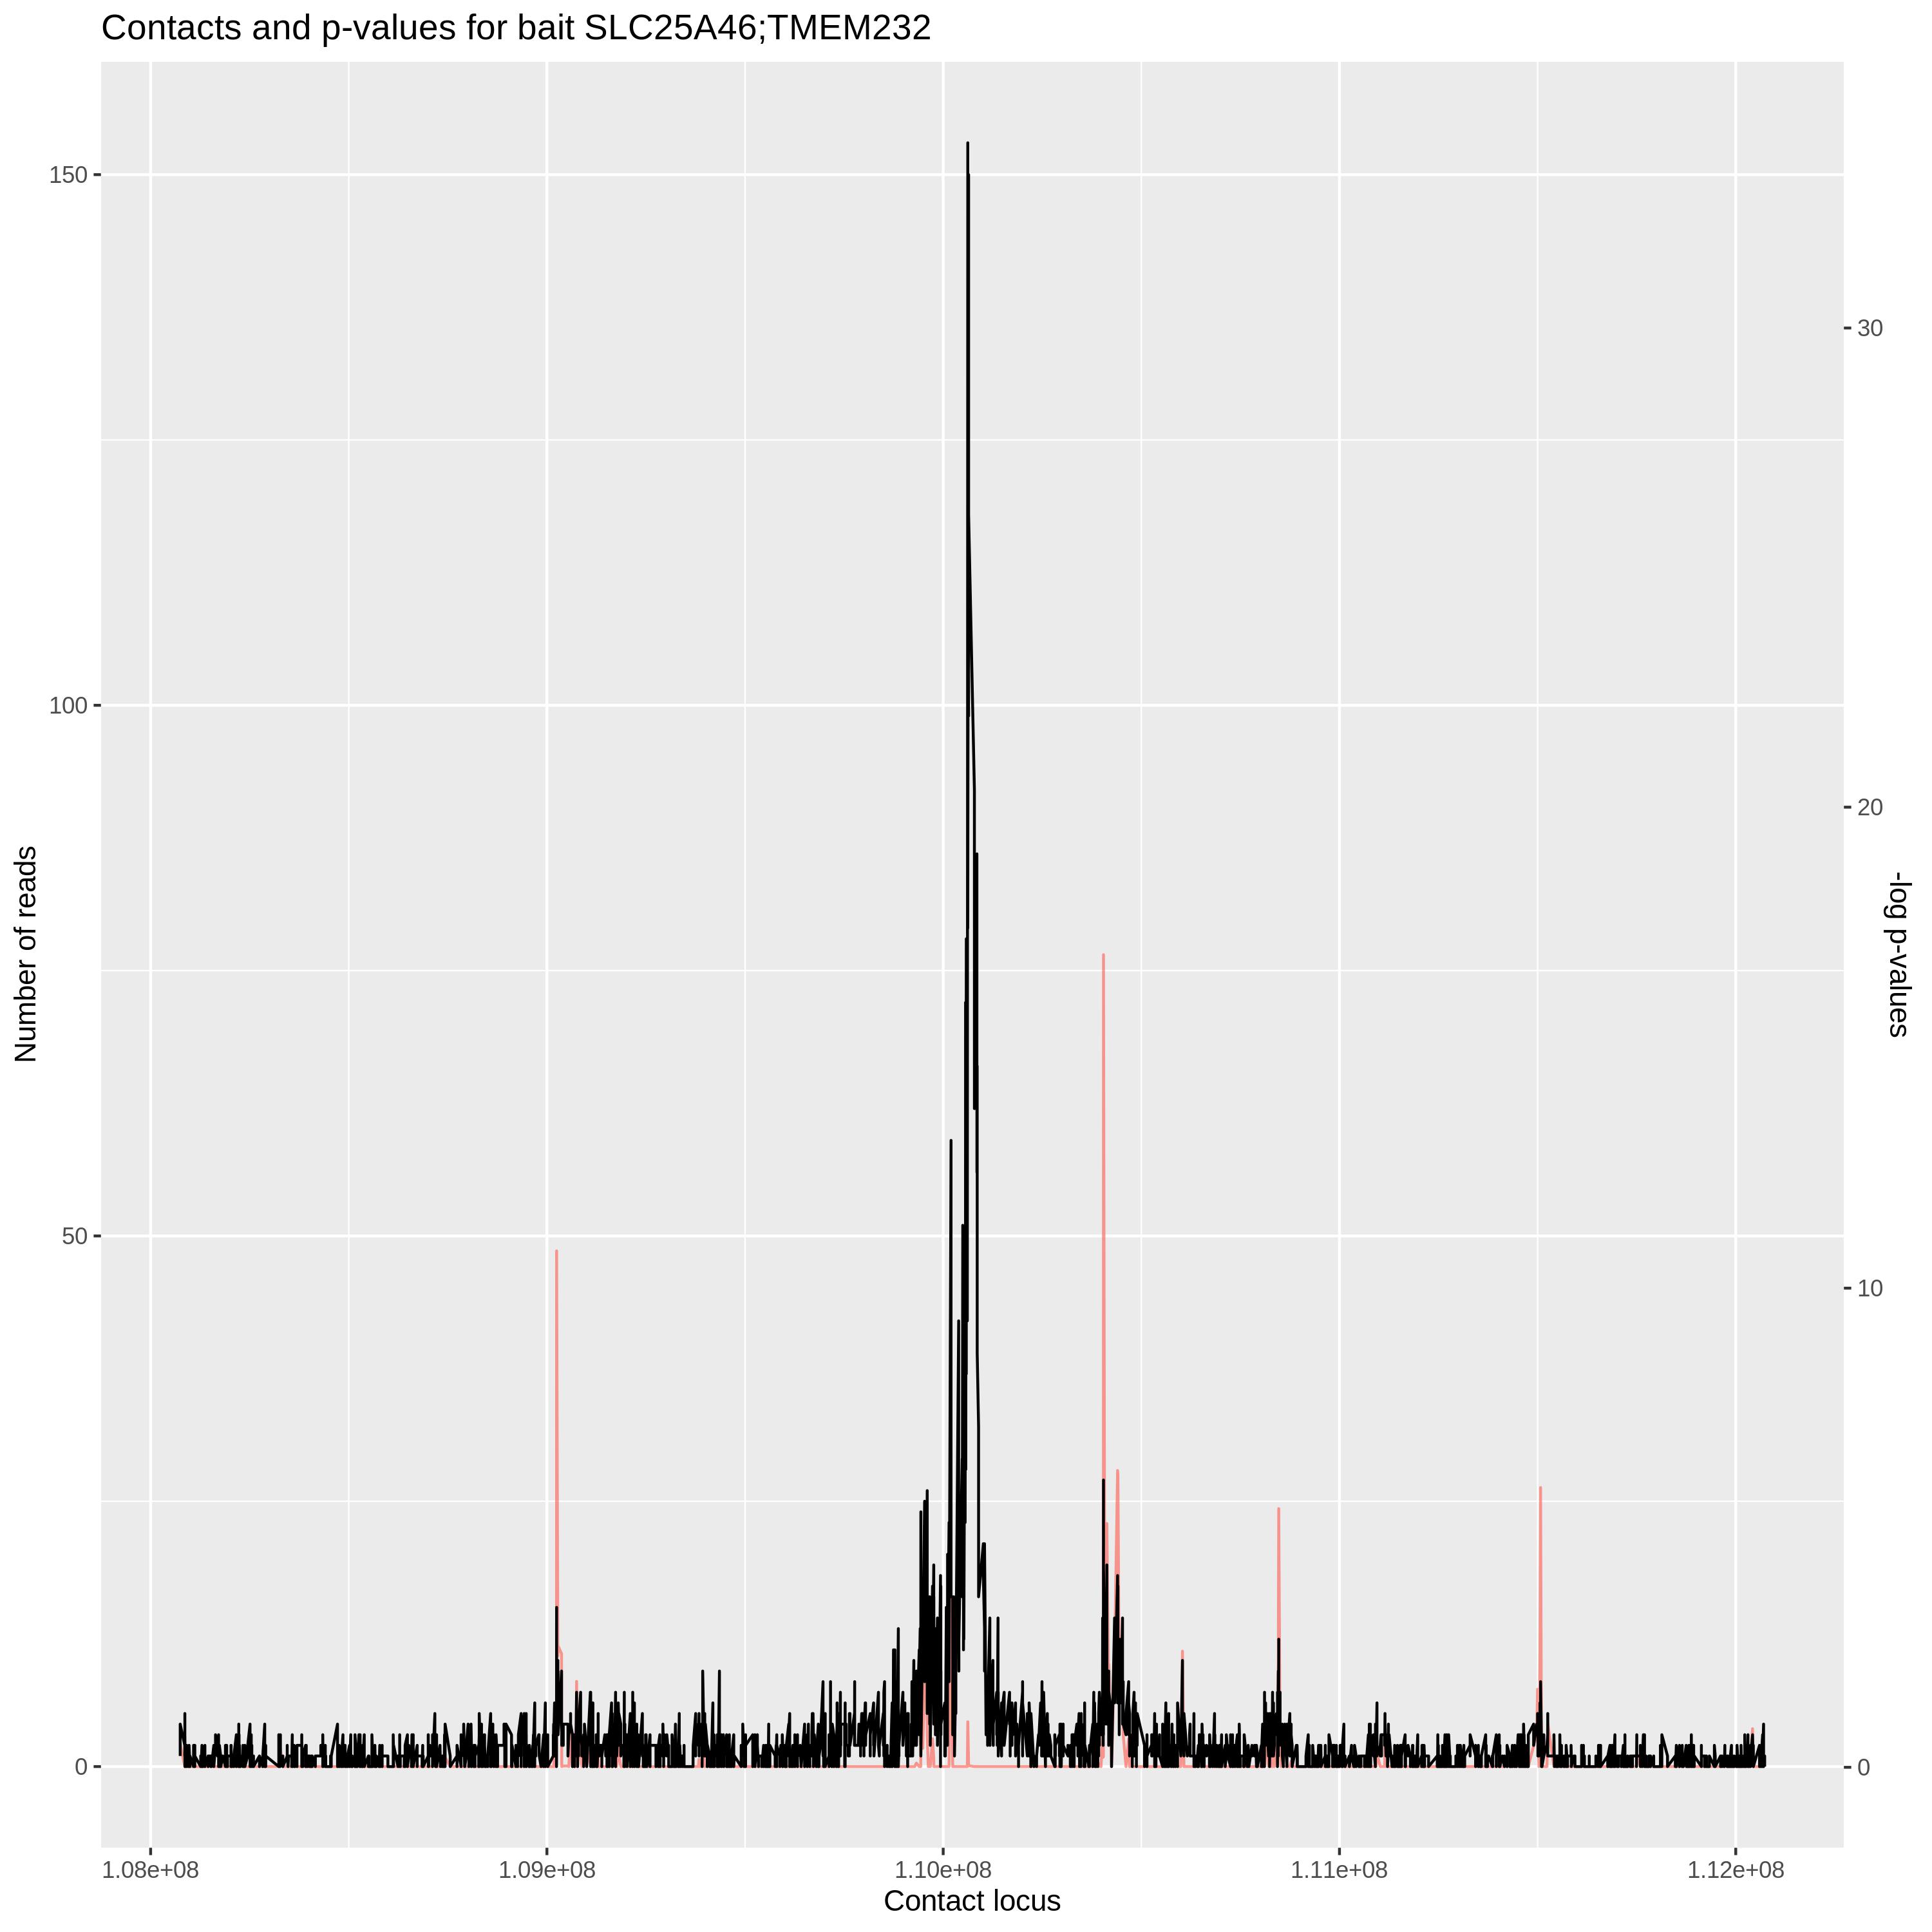 Contacts and p-values for bait SLC25A46;TMEM232
150
100
50
0
Number of reads
30
20
10
0
-log p-values
1.08e+08 1.09e+08 1.10e+08 1.11e+08 1.12e+08
Contact locus